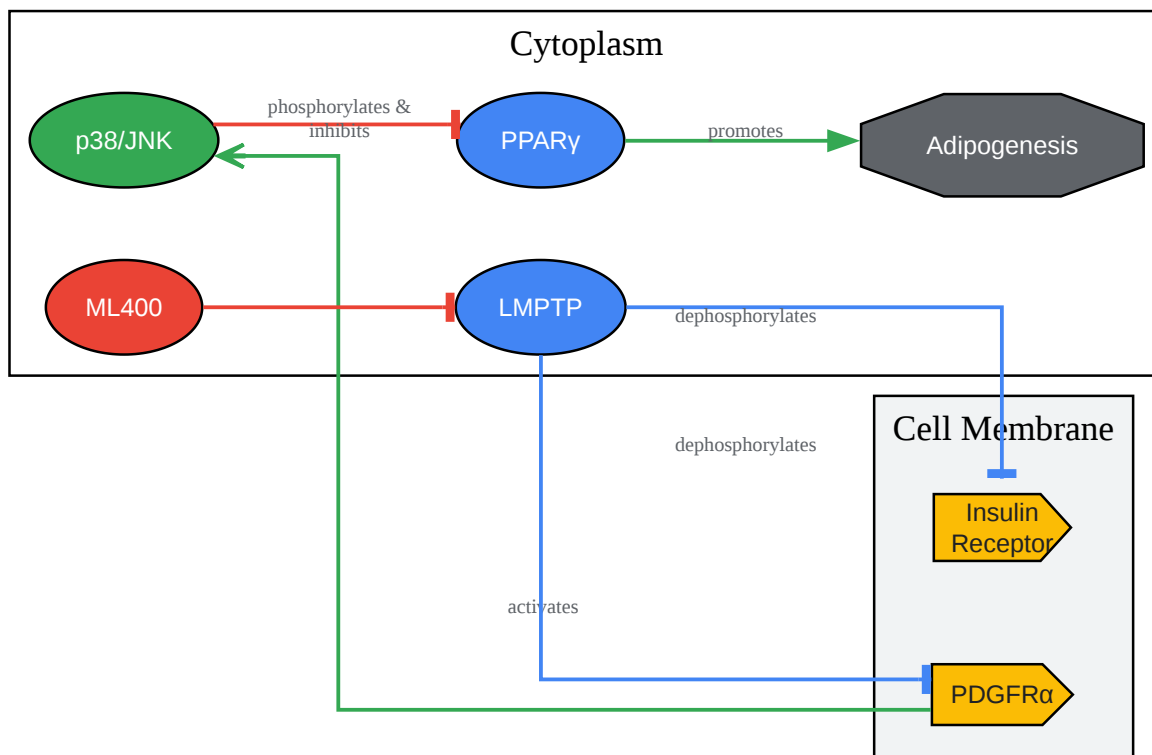 Cytoplasm
phosphorylates &
inhibits
p38/JNK
PPARγ
promotes
Adipogenesis
ML400
LMPTP
dephosphorylates
Cell Membrane
dephosphorylates
Insulin
Receptor
activates
PDGFRα